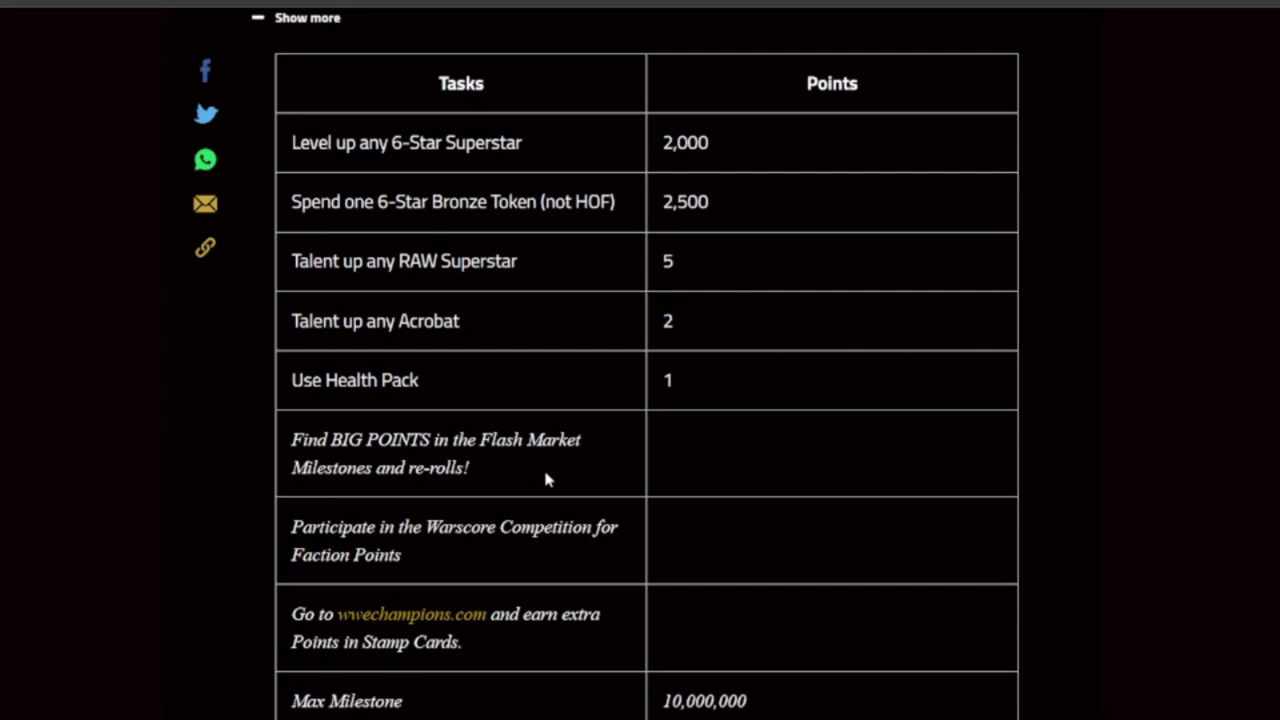 Show more
Tasks Points
Level up any 6-Star Superstar 2,000
Spend one 6-Star Bronze Token (not HOF) 2,500
Talent up any RAW Superstar 5
Talent up any Acrobat 2
Use Health Pack 1
Find BIG POINTS in the Flash Market
Milestones and re-rolls!
Participate in the Warscore Competition for
Faction Points
Go to wwechampions.com and earn extra
Points in Stamp Cards.
Max Milestone 10,000,000